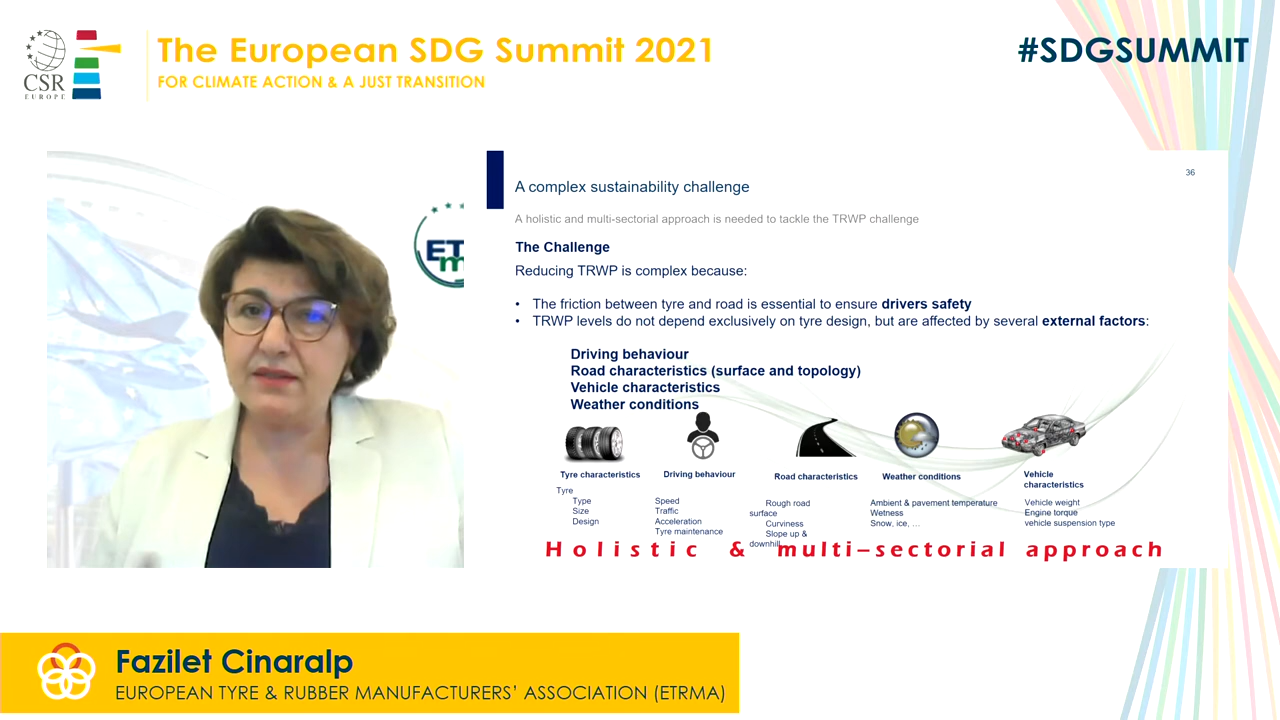 CSR
EUROPE
The European SDG Summit 2021
FOR CLIMATE ACTION & A JUST TRANSITION
#SDGSUMMIT
ET
m
36
A complex sustainability challenge
A holistic and multi-sectorial approach is needed to tackle the TRWP challenge
The Challenge
Reducing TRWP is complex because:
• The friction between tyre and road is essential to ensure drivers safety
• TRWP levels do not depend exclusively on tyre design, but are affected by several external factors:
Driving behaviour
Road characteristics (surface and topology)
Vehicle characteristics
Weather conditions
Tyre characteristics
Tyre
Type
Size
Design
Driving behaviour
Speed
Traffic
Acceleration
Tyre maintenance
Road characteristics
Rough road
surface
Curviness
Slope up &
downhill
Weather conditions
Ambient & pavement temperature
Wetness
Snow, ice, ...
Vehicle
characteristics
Vehicle weight
Engine torque
vehicle suspension type
Holistic & multi-sectorial approach
Fazilet Cinaralp
EUROPEAN TYRE & RUBBER MANUFACTURERS' ASSOCIATION (ETRMA)